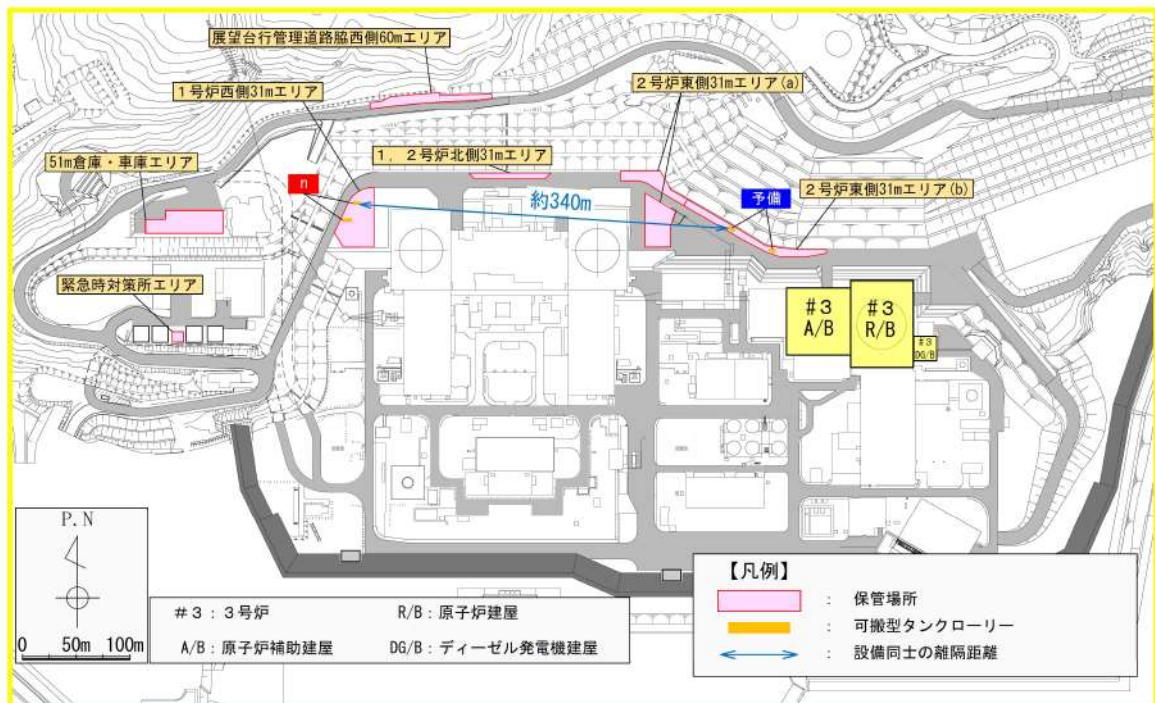 展望台行管理道路脇西側60mエリア
1号炉西側31mエリア
2号炉東側31mエリア(a)
1,2号炉北側31mエリア
51m倉庫・車庫エリア
n
約340m
予備
2号炉東側31mエリア(b)
緊急時対策所エリア
#3
A/B
#3
R/B
#3
DG/B
P.N
0 50m 100m
#3:3号炉
R/B:原子炉建屋
A/B:原子炉補助建屋
DG/B:ディーゼル発電機建屋
【凡例】
: 保管場所
: 可搬型タンクローリー
: 設備同士の離隔距離